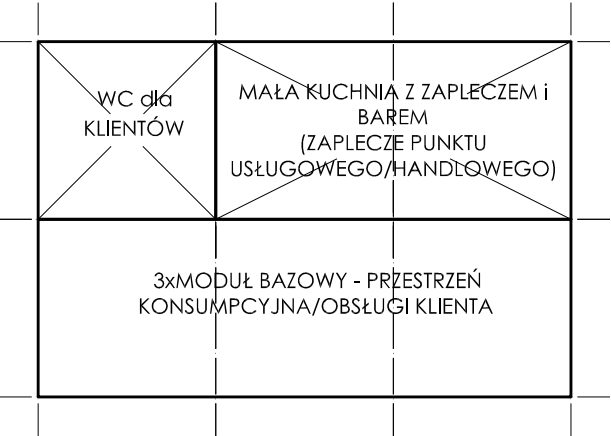 WC dla
KLIENTÓW
MAŁA KUCHNIA Z ZAPLECZEM i
BAREM
(ZAPLECZE PUNKTU
USŁUGOWEGO/HANDLOWEGO)
3xMODUŁ BAZOWY - PRZESTRZEŃ
KONSUMPCYJNA/OBSŁUGI KLIENTA